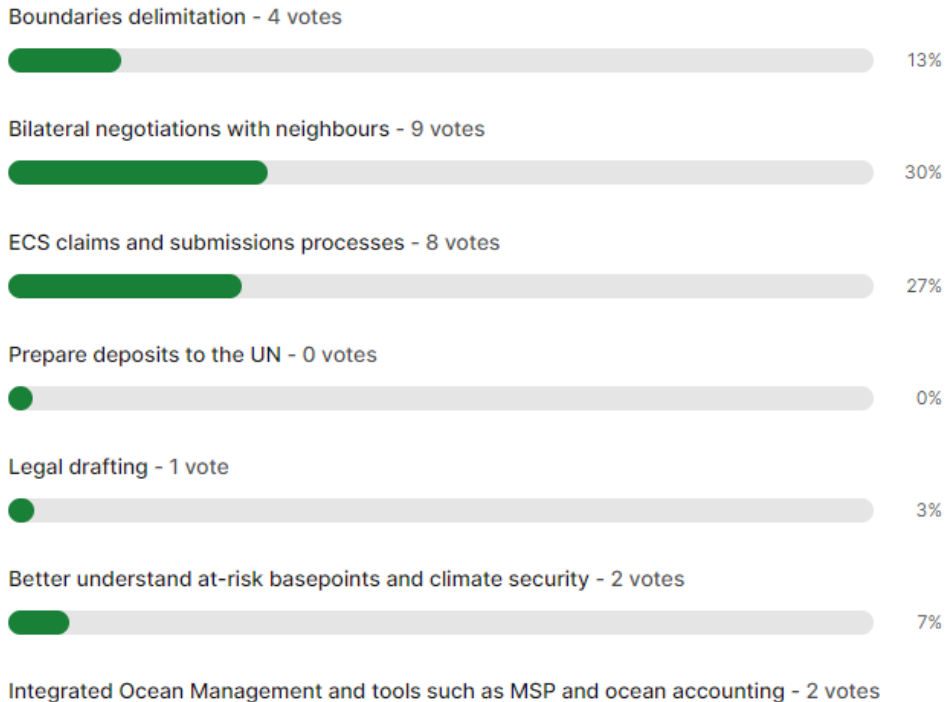 Boundaries delimitation - 4 votes
13%
Bilateral negotiations with neighbours - 9 votes
30%
ECS claims and submissions processes - 8 votes
27%
Prepare deposits to the UN - 0 votes
0%
Legal drafting - 1 vote
3%
Better understand at-risk basepoints and climate security - 2 votes
7%
Integrated Ocean Management and tools such as MSP and ocean accounting - 2 votes